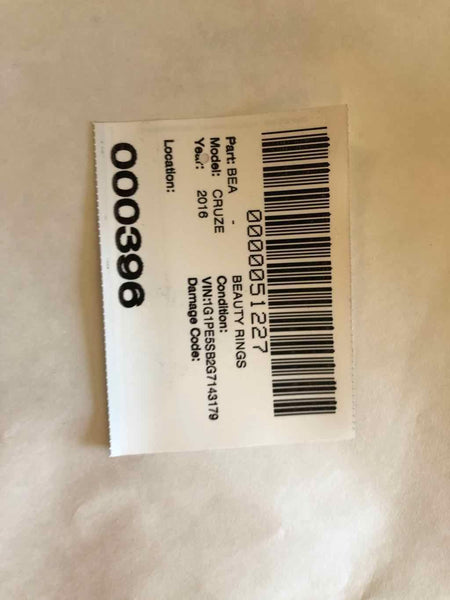 0000051227
Part: BEA - BEAUTY RINGS
Model: CRUZE Condition:
Year: 2016 VIN:1G1PE5SB2G7143179
Damage Code:
Location:
000396